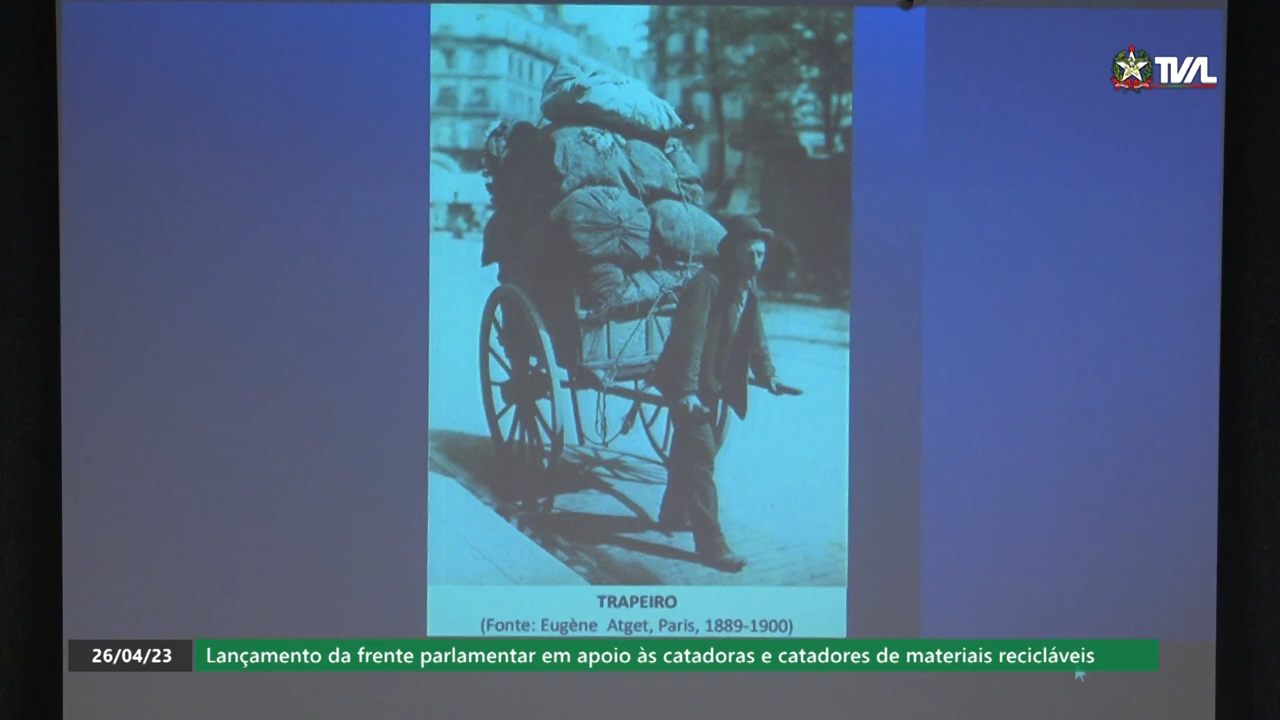 TVAL
TRAPEIRO
(Fonte: Eugène Atget, Paris, 1889-1900)
26/04/23
Lançamento da frente parlamentar em apoio às catadoras e catadores de materiais recicláveis